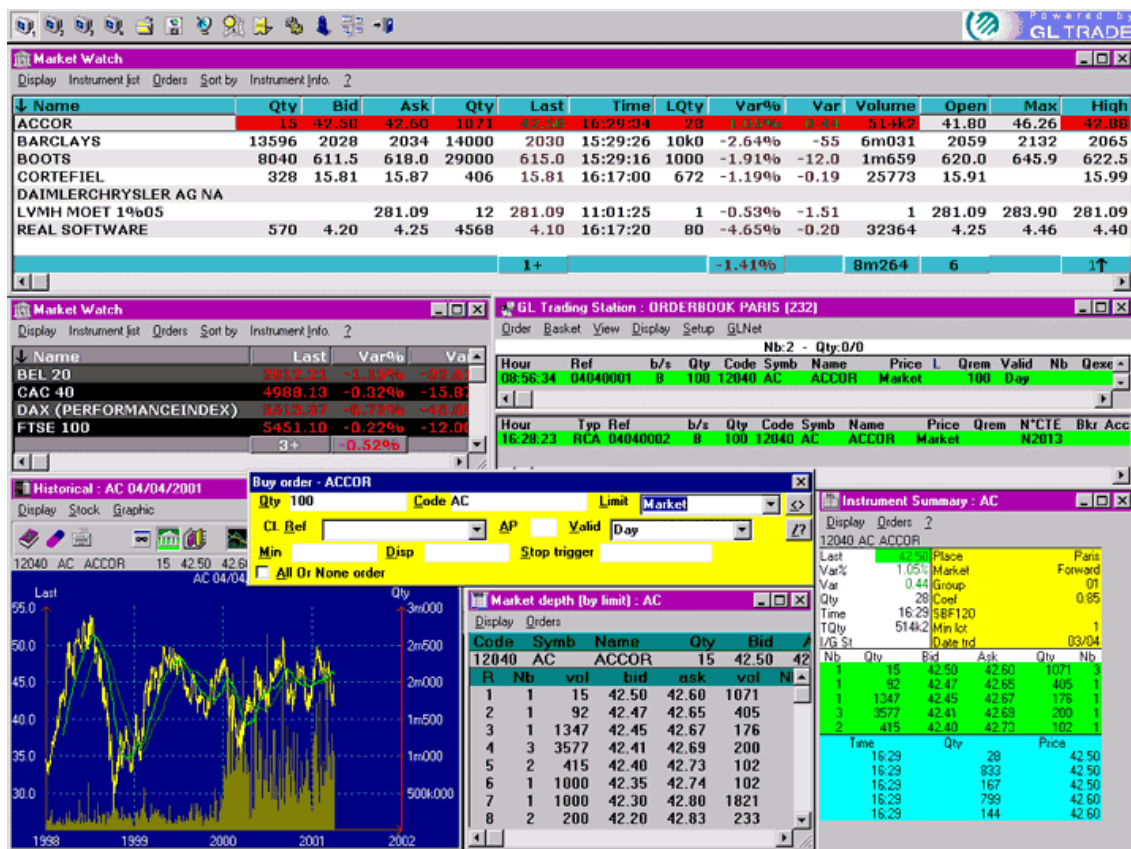 Powered by
GL TRADE
Market Watch
Display Instrument list Orders Sort by Instrument Info. ?
↓ Name Qty Bid Ask Qty Last Time LQty Var% Var Volume Open Max High
ACCOR 15 42.50 42.60 1071 16:29:34 28 1.05% 0.44 514k2 41.80 46.26 42.88
BARCLAYS 13596 2028 2034 14000 2030 15:29:26 10k0 -2.64% -55 6m031 2059 2132 2065
BOOTS 8040 611.5 618.0 29000 615.0 15:29:16 1000 -1.91% -12.0 1m659 620.0 645.9 622.5
CORTEFIEL 328 15.81 15.87 406 15.81 16:17:00 672 -1.19% -0.19 25773 15.91 15.99
DAIMLERCHRYSLER AG NA
LVMH MOET 1%05 281.09 12 281.09 11:01:25 1 -0.53% -1.51 1 281.09 283.90 281.09
REAL SOFTWARE 570 4.20 4.25 4568 4.10 16:17:20 80 -4.65% -0.20 32364 4.25 4.46 4.40
1+ -1.41% 8m264 6 1↑
Market Watch
Display Instrument list Orders Sort by Instrument Info. ?
↓ Name Last Var% Va
BEL 20 -1.15%
CAC 40 4988.13 -0.32% -15.87
DAX (PERFORMANCEINDEX) -0.72%
FTSE 100 5451.10 -0.22% -12.00
3+ -0.52%
GL Trading Station : ORDERBOOK PARIS (232)
Order Basket View Display Setup GLNet
Nb:2 - Qty:0/0
Hour Ref b/s Qty Code Symb Name Price L Qrem Valid Nb Qexe
08:56:34 04040001 B 100 12040 AC ACCOR Market 100 Day
Hour Typ Ref b/s Qty Code Symb Name Price Qrem N°CTE Bkr Acc
16:28:23 RCA 04040002 B 100 12040 AC ACCOR Market N2013
Buy order - ACCOR
Qty 100 Code AC Limit Market <>
Cl. Ref AP Valid Day
Min Disp Stop trigger
All Or None order
Historical : AC 04/04/2001
Display Stock Graphic
12040 AC ACCOR 15 42.50 42.60
AC 04/04/
Last Qty
55.0 3m000
50.0 2m500
45.0 2m000
40.0 1m500
35.0 1m000
30.0 500k000
1998 1999 2000 2001 2002
Market depth (by limit) : AC
Display Orders
Code Symb Name Qty Bid A
12040 AC ACCOR 15 42.50 42
R Nb vol bid ask vol N
1 1 15 42.50 42.60 1071
2 1 92 42.47 42.65 405
3 1 1347 42.45 42.67 176
4 3 3577 42.41 42.69 200
5 2 415 42.40 42.73 102
6 1 1000 42.35 42.74 102
7 1 1000 42.30 42.80 1821
8 2 200 42.20 42.83 233
Instrument Summary : AC
Display Orders ?
12040 AC ACCOR
Last 42.50 Place Paris
Var% 1.05% Market Forward
Var 0.44 Group 01
Qty 28 Coef 0.85
Time 16:29 SBF120
TQty 514k2 Min lot 1
I/G St Date trd 03/04
Nb Qty Bid Ask Qty Nb
1 15 42.50 42.60 1071 3
1 92 42.47 42.65 405 1
1 1347 42.45 42.67 176 1
3 3577 42.41 42.69 200 1
2 415 42.40 42.73 102 1
Time Qty Price
16:29 28 42.50
16:29 833 42.50
16:29 167 42.50
16:29 799 42.60
16:29 144 42.60